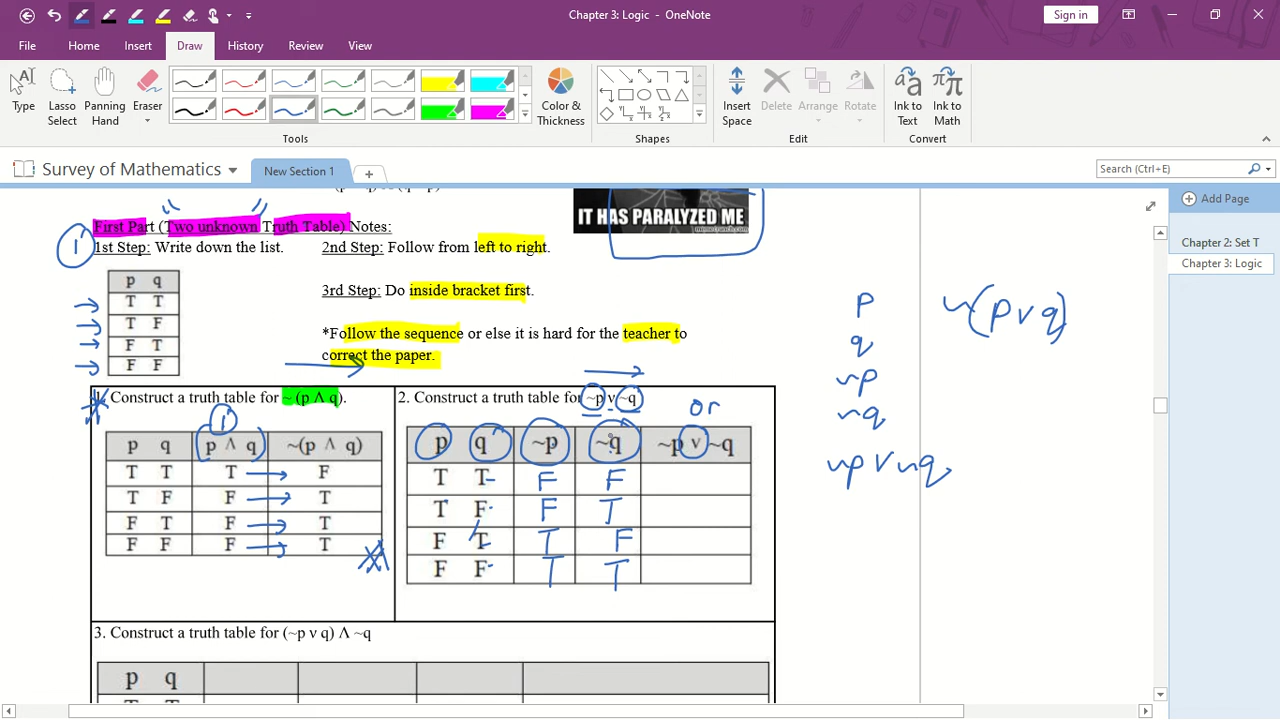 Chapter 3: Logic - OneNote
Sign in
File Home Insert Draw History Review View
Type
Lasso Select
Panning Hand
Eraser
Color & Thickness
Insert Space
Delete
Arrange
Rotate
Ink to Text
Ink to Math
Tools
Shapes
Edit
Convert
Survey of Mathematics
New Section 1
Search (Ctrl+E)
Add Page
Chapter 2: Set T
Chapter 3: Logic
IT HAS PARALYZED ME
First Part (Two unknown Truth Table) Notes:
1
1st Step: Write down the list.
2nd Step: Follow from left to right.
p q
T T
T F
F T
F F
3rd Step: Do inside bracket first.
*Follow the sequence or else it is hard for the teacher to
correct the paper.
p
q
~p
~q
~p v ~q
~(p v q)
1. Construct a truth table for ~ (p Λ q).
1
p q p Λ q ~(p Λ q)
T T T F
T F F T
F T F T
F F F T
2. Construct a truth table for ~p v ~q
or
p q ~p ~q ~p v ~q
T T F F
T F F T
F T T F
F F T T
3. Construct a truth table for (~p v q) Λ ~q
p q